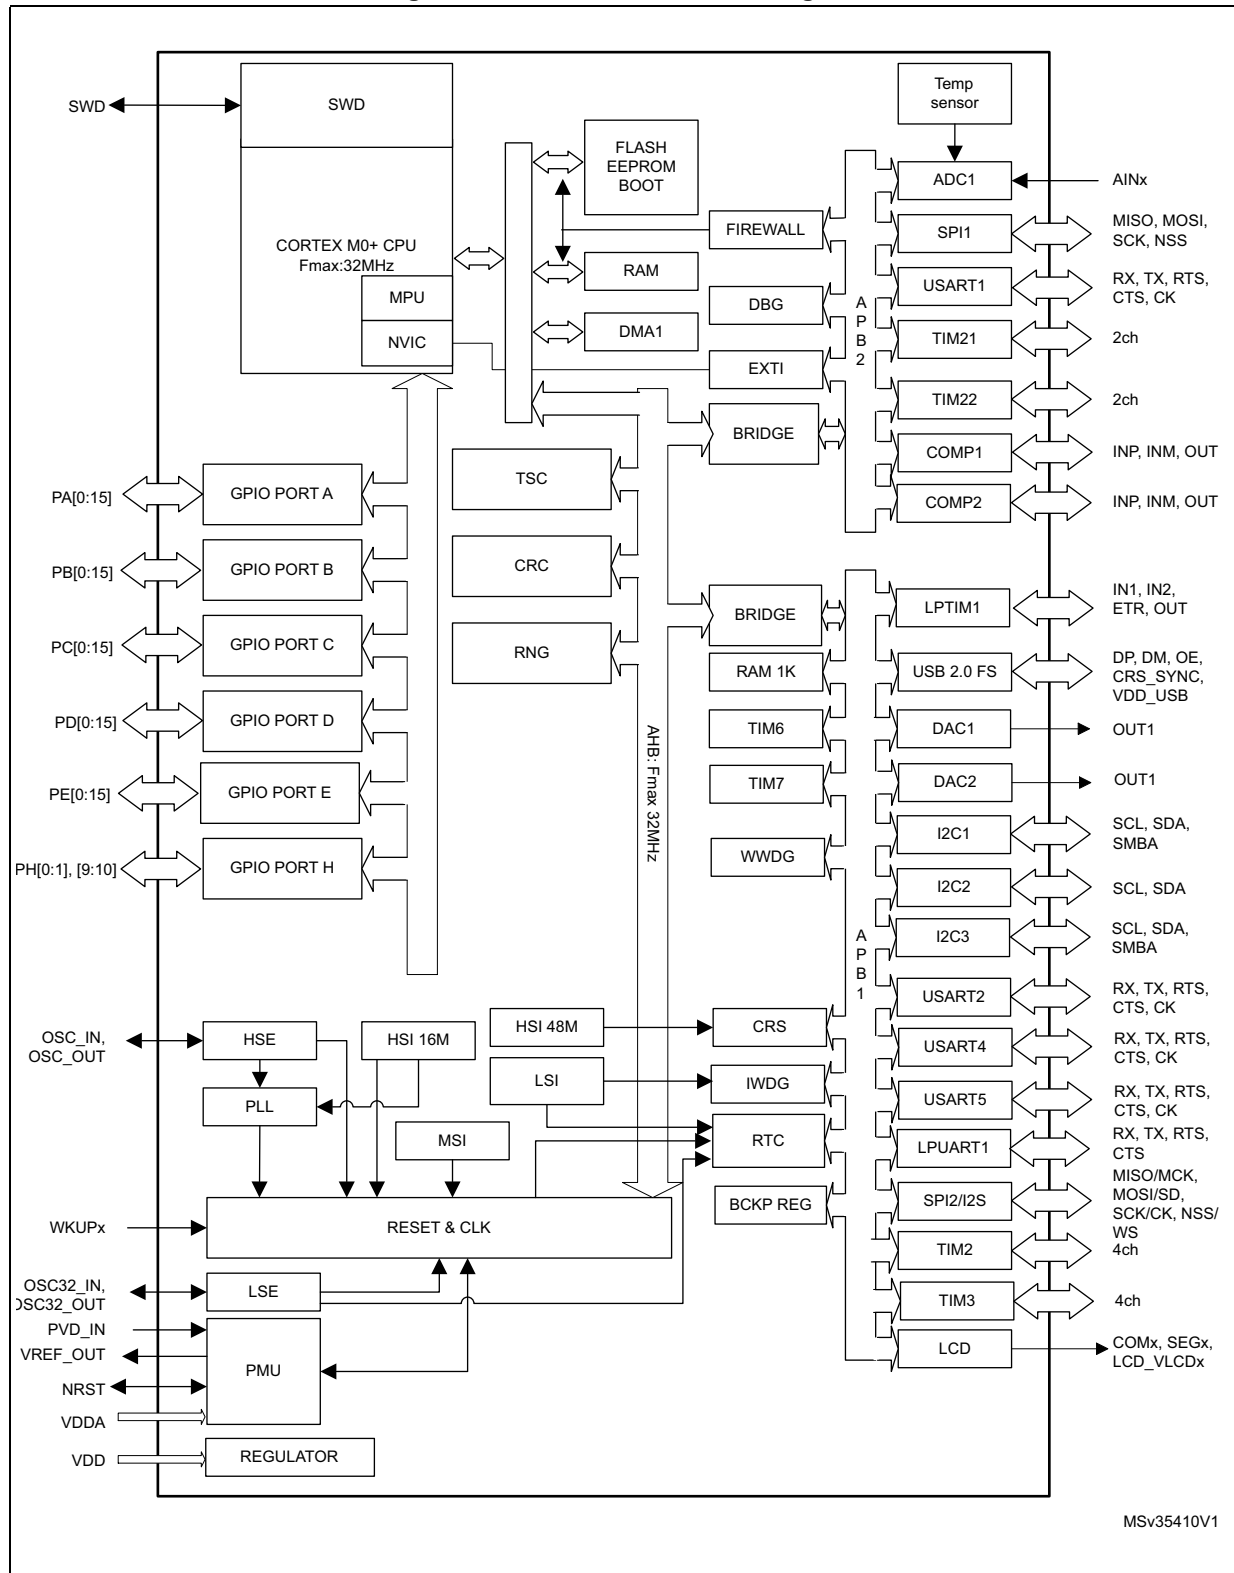 SWD
SWD
CORTEX M0+ CPU
Fmax:32MHz
MPU
NVIC
FLASH
EEPROM
BOOT
RAM
DMA1
FIREWALL
DBG
EXTI
BRIDGE
A
P
B
2
Temp
sensor
ADC1
AINx
SPI1
MISO, MOSI,
SCK, NSS
USART1
RX, TX, RTS,
CTS, CK
TIM21
2ch
TIM22
2ch
COMP1
INP, INM, OUT
COMP2
INP, INM, OUT
PA[0:15]
GPIO PORT A
PB[0:15]
GPIO PORT B
PC[0:15]
GPIO PORT C
PD[0:15]
GPIO PORT D
PE[0:15]
GPIO PORT E
PH[0:1], [9:10]
GPIO PORT H
TSC
CRC
RNG
AHB: Fmax 32MHz
BRIDGE
RAM 1K
TIM6
TIM7
WWDG
A
P
B
1
LPTIM1
IN1, IN2,
ETR, OUT
USB 2.0 FS
DP, DM, OE,
CRS_SYNC,
VDD_USB
DAC1
OUT1
DAC2
OUT1
I2C1
SCL, SDA,
SMBA
I2C2
SCL, SDA
I2C3
SCL, SDA,
SMBA
USART2
RX, TX, RTS,
CTS, CK
USART4
RX, TX, RTS,
CTS, CK
USART5
RX, TX, RTS,
CTS, CK
LPUART1
RX, TX, RTS,
CTS
SPI2/I2S
MISO/MCK,
MOSI/SD,
SCK/CK, NSS/
WS
TIM2
4ch
TIM3
4ch
LCD
COMx, SEGx,
LCD_VLCDx
OSC_IN,
OSC_OUT
HSE
HSI 16M
PLL
MSI
HSI 48M
CRS
LSI
IWDG
RTC
BCKP REG
WKUPx
RESET & CLK
OSC32_IN,
OSC32_OUT
LSE
PVD_IN
VREF_OUT
NRST
VDDA
PMU
VDD
REGULATOR
MSv35410V1